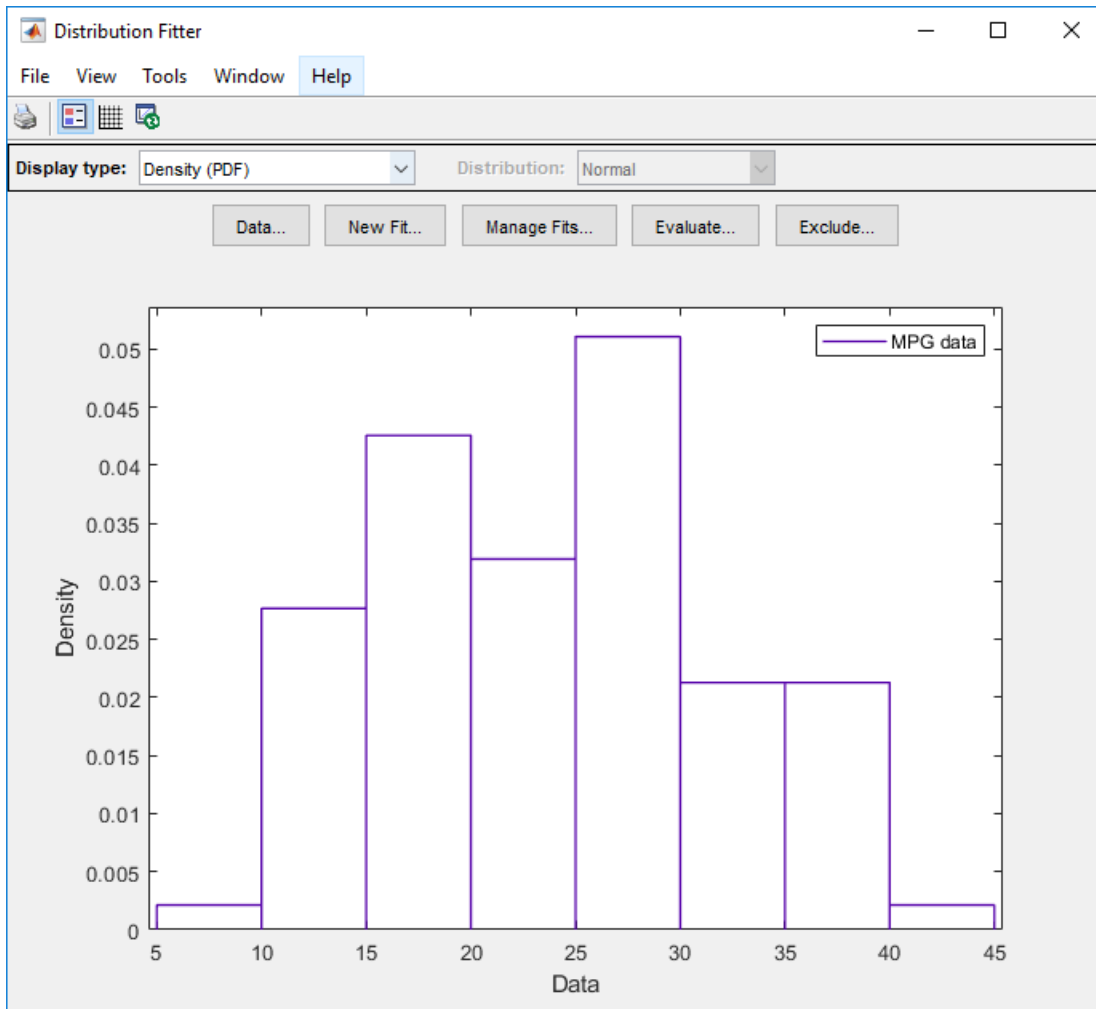 Distribution Fitter
File View Tools Window Help
Display type: Density (PDF) Distribution: Normal
Data... New Fit... Manage Fits... Evaluate... Exclude...
MPG data
0.05
0.045
0.04
0.035
0.03
0.025
0.02
0.015
0.01
0.005
0
Density
5 10 15 20 25 30 35 40 45
Data